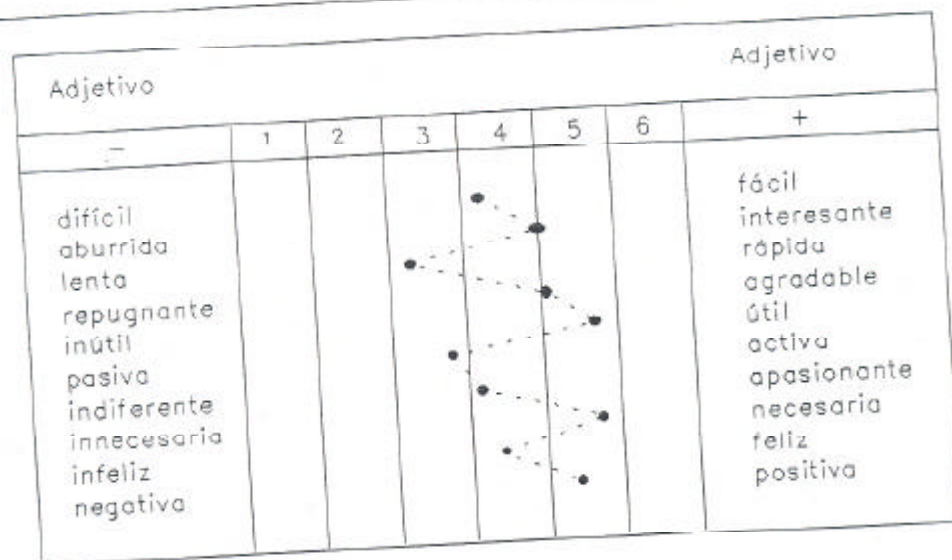 Adjetivo Adjetivo
− 1 2 3 4 5 6 +
difícil fácil
aburrida interesante
lenta rápida
repugnante agradable
inútil útil
pasiva activa
indiferente apasionante
innecesaria necesaria
infeliz feliz
negativa positiva